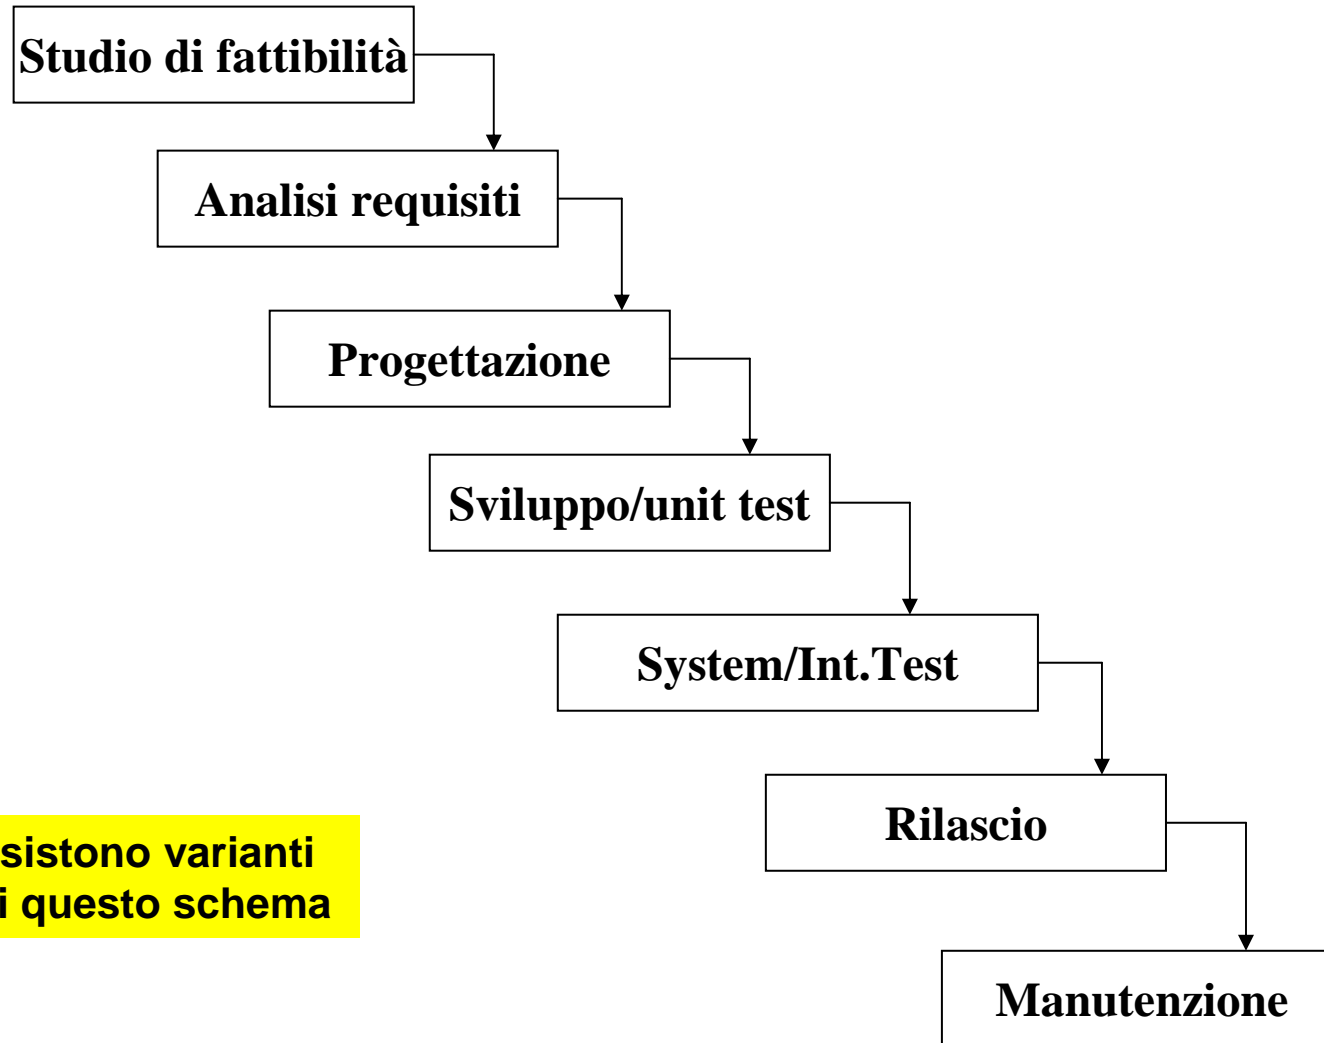 Studio di fattibilità
Analisi requisiti
Progettazione
Sviluppo/unit test
System/Int.Test
Rilascio
sistono varianti
i questo schema
Manutenzione